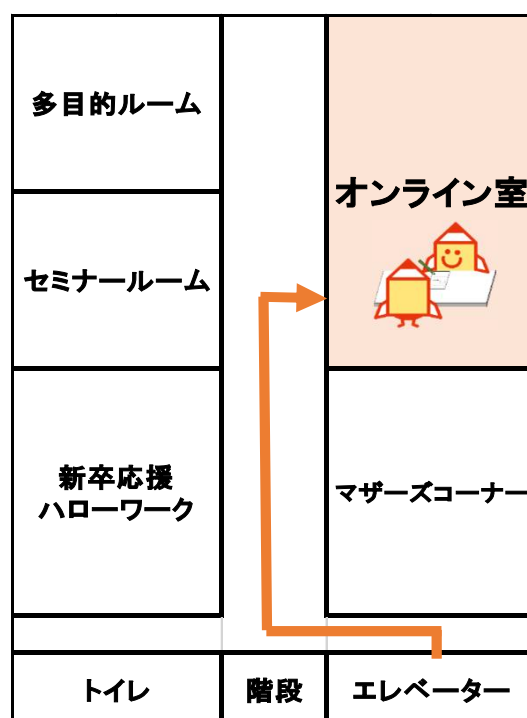 多目的ルーム
オンライン室
セミナールーム
新卒応援
ハローワーク
マザーズコーナー
トイレ
階段
エレベーター